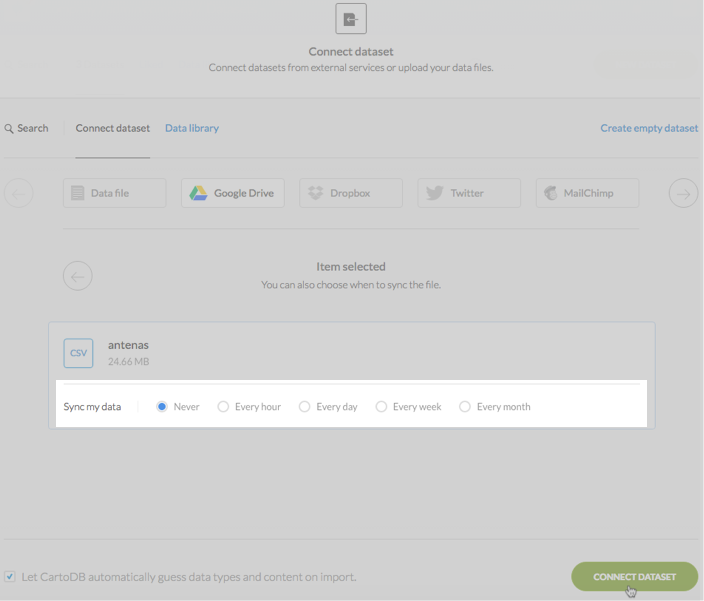 Connect dataset
Connect datasets from external services or upload your data files.
Search Connect dataset Data library Create empty dataset
Data file Google Drive Dropbox Twitter MailChimp
Item selected
You can also choose when to sync the file.
CSV antenas
24.66 MB
Sync my data Never Every hour Every day Every week Every month
Let CartoDB automatically guess data types and content on import. CONNECT DATASET